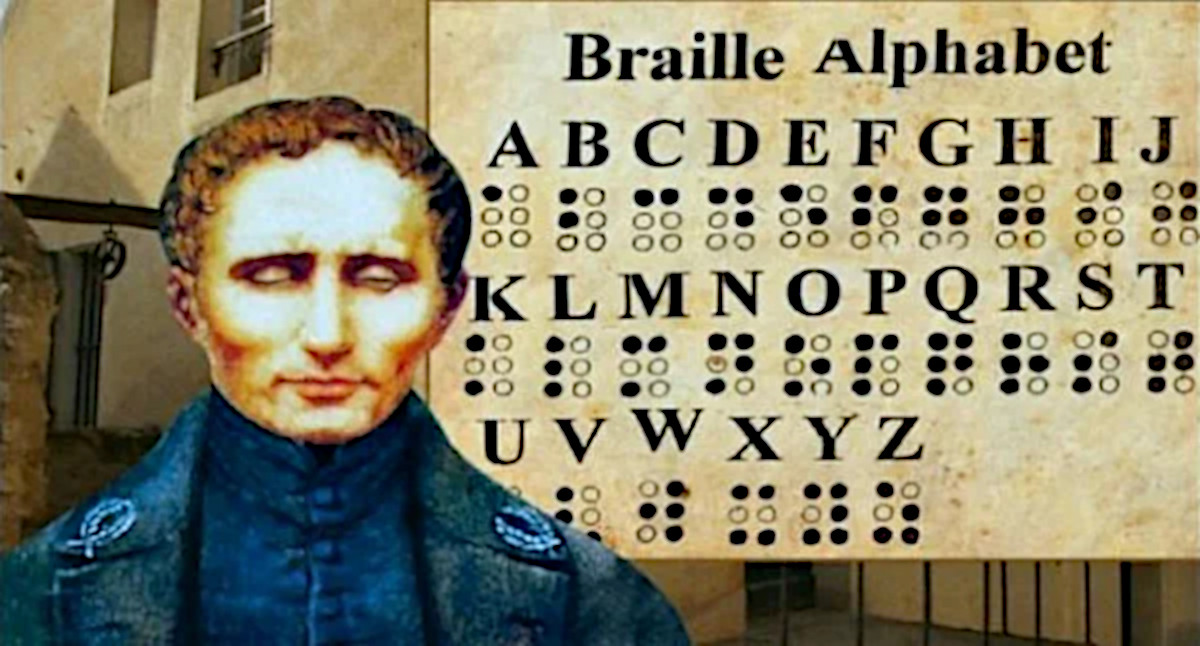 Braille Alphabet
A B C D E F G H I J
K L M N O P Q R S T
U V W X Y Z